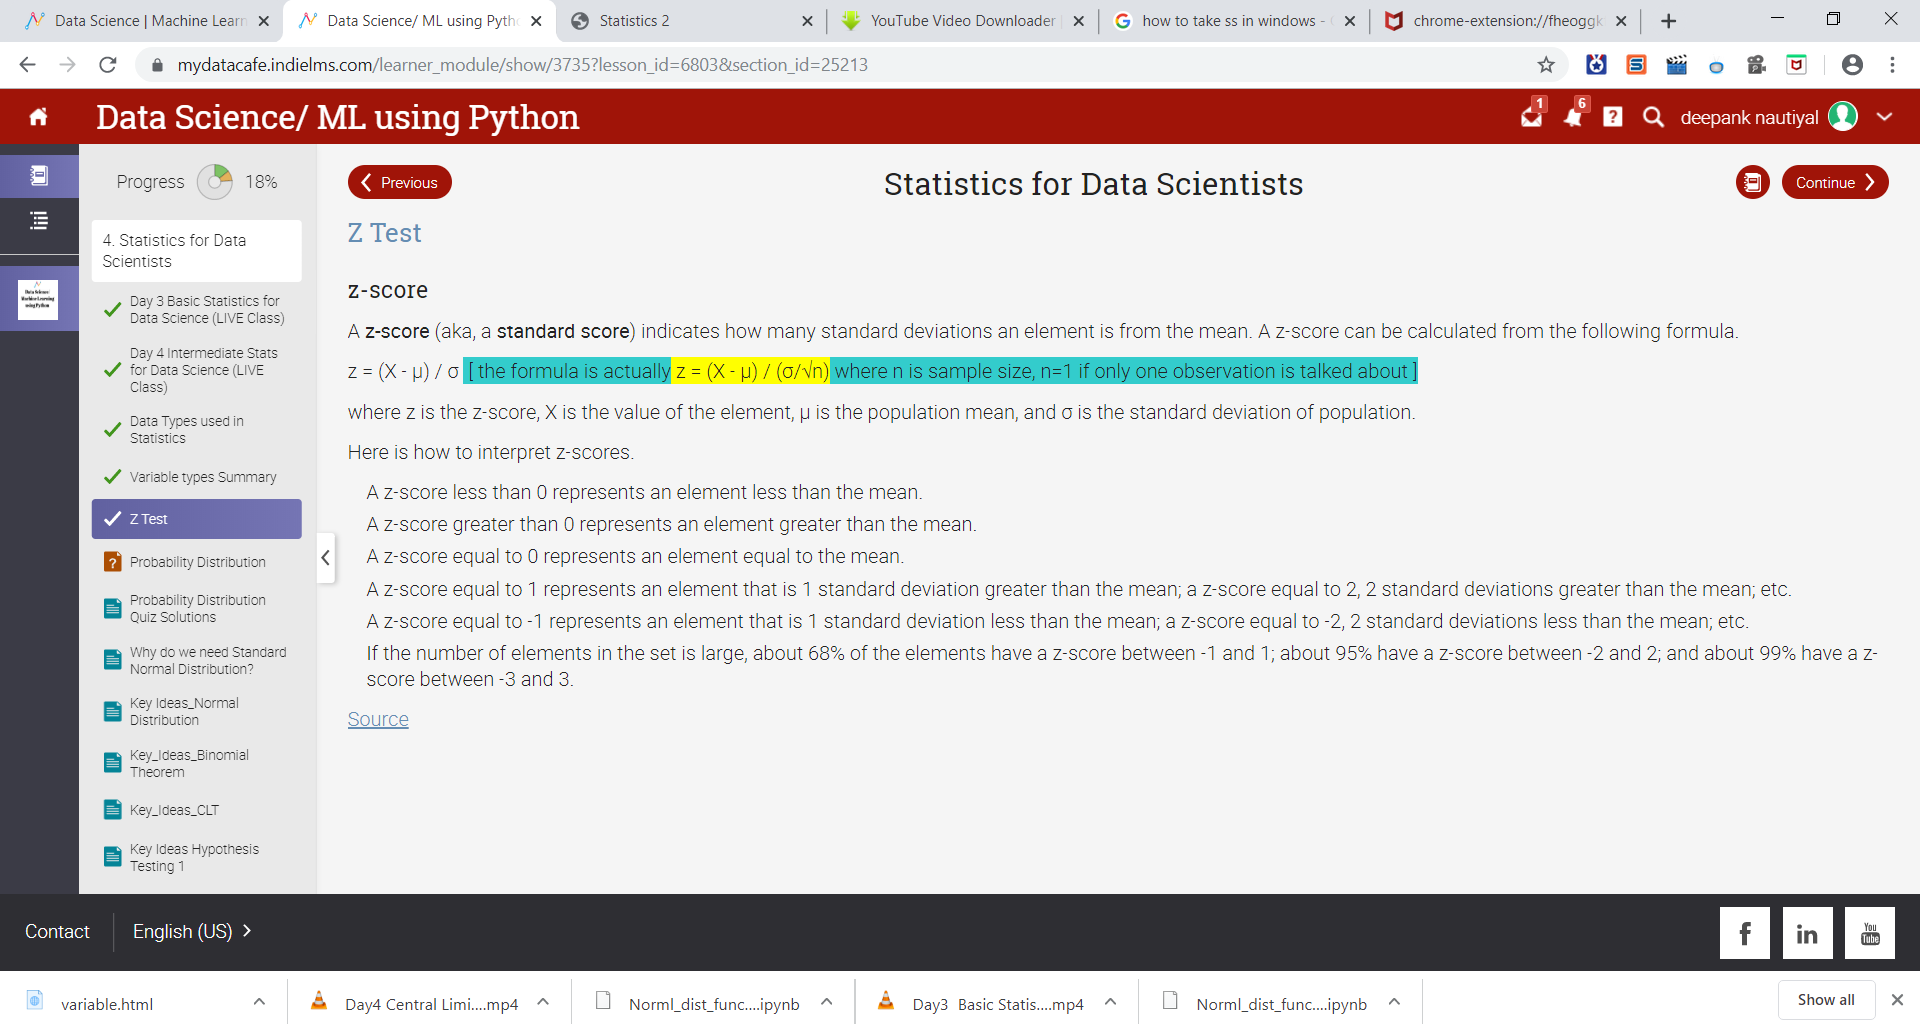 Data Science | Machine Learn
Data Science/ ML using Pyth
Statistics 2
YouTube Video Downloader
how to take ss in windows -
chrome-extension://fheoggk
mydatacafe.indielms.com/learner_module/show/3735?lesson_id=6803&section_id=25213
Data Science/ ML using Python
1
6
deepank nautiyal
Progress
18%
4. Statistics for Data
Scientists
Day 3 Basic Statistics for
Data Science (LIVE Class)
Day 4 Intermediate Stats
for Data Science (LIVE
Class)
Data Types used in
Statistics
Variable types Summary
Z Test
Probability Distribution
Probability Distribution
Quiz Solutions
Why do we need Standard
Normal Distribution?
Key Ideas_Normal
Distribution
Key_Ideas_Binomial
Theorem
Key_Ideas_CLT
Key Ideas Hypothesis
Testing 1
Previous
Statistics for Data Scientists
Continue
Z Test
z-score
A z-score (aka, a standard score) indicates how many standard deviations an element is from the mean. A z-score can be calculated from the following formula.
z = (X - μ) / σ [ the formula is actually z = (X - μ) / (σ/√n) where n is sample size, n=1 if only one observation is talked about ]
where z is the z-score, X is the value of the element, μ is the population mean, and σ is the standard deviation of population.
Here is how to interpret z-scores.
A z-score less than 0 represents an element less than the mean.
A z-score greater than 0 represents an element greater than the mean.
A z-score equal to 0 represents an element equal to the mean.
A z-score equal to 1 represents an element that is 1 standard deviation greater than the mean; a z-score equal to 2, 2 standard deviations greater than the mean; etc.
A z-score equal to -1 represents an element that is 1 standard deviation less than the mean; a z-score equal to -2, 2 standard deviations less than the mean; etc.
If the number of elements in the set is large, about 68% of the elements have a z-score between -1 and 1; about 95% have a z-score between -2 and 2; and about 99% have a z-
score between -3 and 3.
Source
Contact
English (US)
f
in
You
Tube
variable.html
Day4 Central Limi....mp4
Norml_dist_func....ipynb
Day3 Basic Statis....mp4
Norml_dist_func....ipynb
Show all